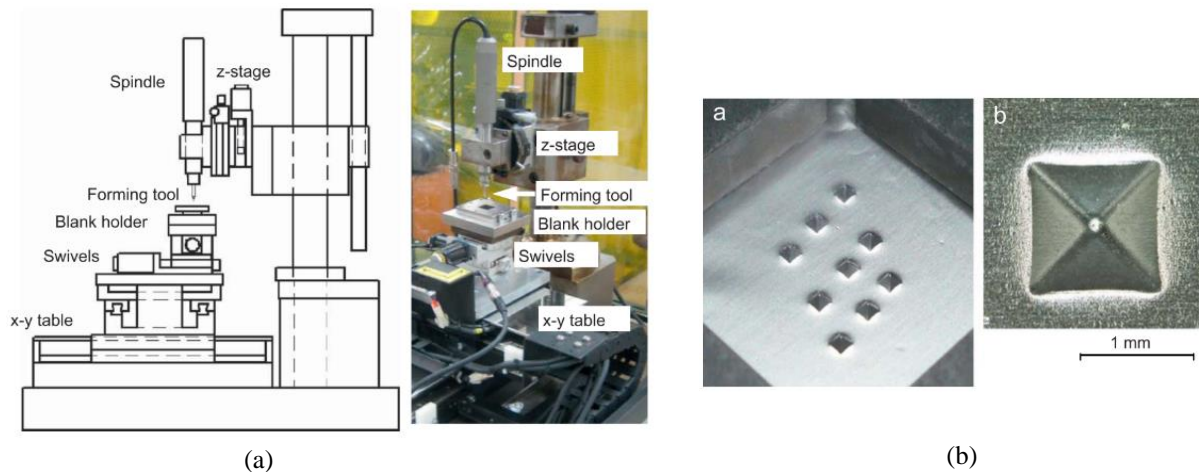 Spindle
z-stage
Forming tool
Blank holder
Swivels
x-y table
Spindle
z-stage
Forming tool
Blank holder
Swivels
x-y table
(a)
a
b
1 mm
(b)